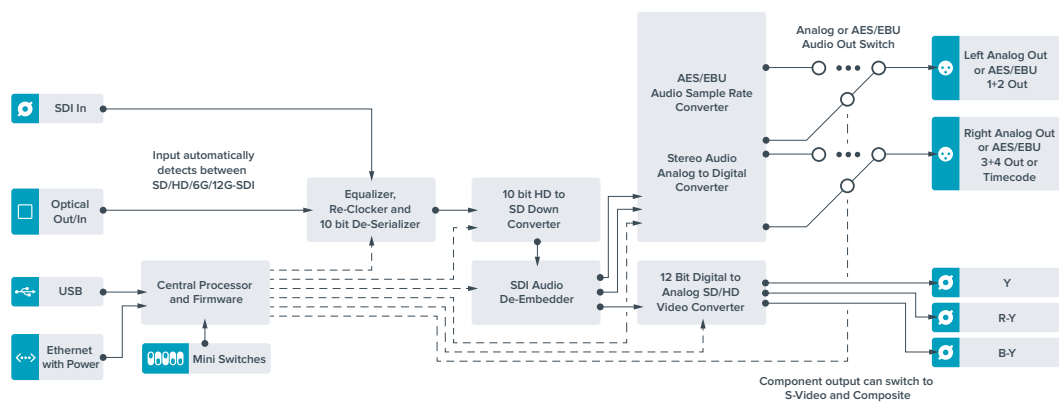 Analog or AES/EBU
Audio Out Switch
Left Analog Out
or AES/EBU
1+2 Out
AES/EBU
Audio Sample Rate
Converter
SDI In
Input automatically
detects between
SD/HD/6G/12G-SDI
Right Analog Out
or AES/EBU
3+4 Out or
Timecode
Stereo Audio
Analog to Digital
Converter
Optical
Out/In
Equalizer,
Re-Clocker and
10 bit De-Serializer
10 bit HD to
SD Down
Converter
USB
Central Processor
and Firmware
SDI Audio
De-Embedder
12 Bit Digital to
Analog SD/HD
Video Converter
Y
R-Y
B-Y
Ethernet
with Power
Mini Switches
Component output can switch to
S-Video and Composite